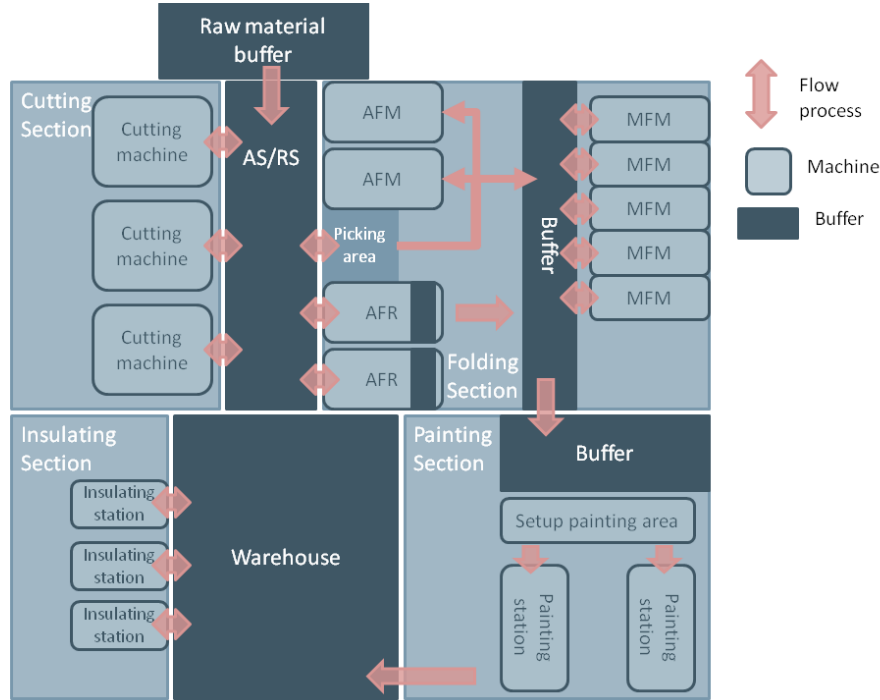 Raw material
buffer
Cutting
Section
Cutting
machine
Cutting
machine
Cutting
machine
AS/RS
AFM
AFM
Picking
area
AFR
AFR
Folding
Section
Buffer
MFM
MFM
MFM
MFM
MFM
Flow
process
Machine
Buffer
Insulating
Section
Insulating
station
Insulating
station
Insulating
station
Warehouse
Painting
Section
Buffer
Setup painting area
Painting
station
Painting
station